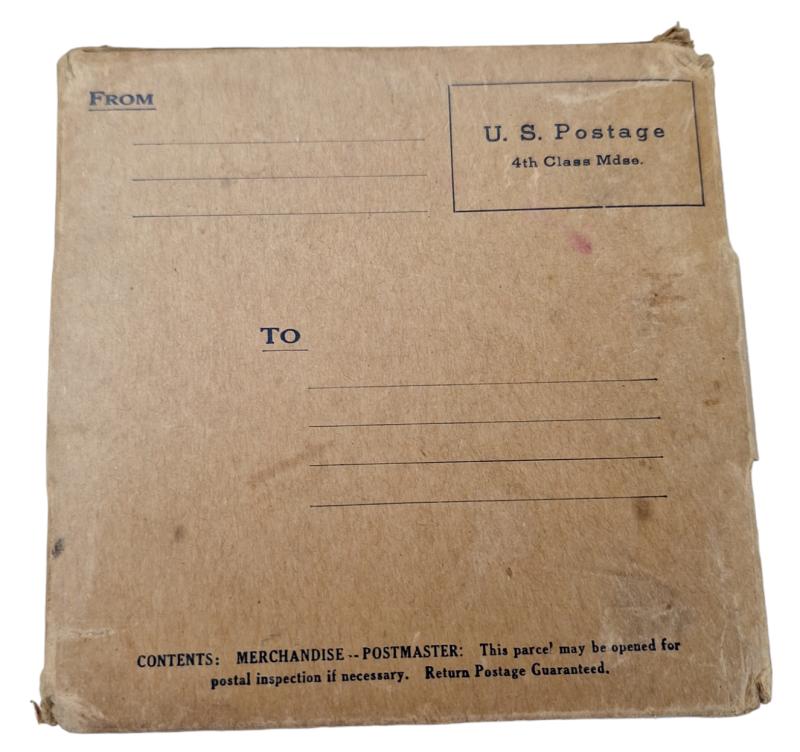 FROM
U. S. Postage
4th Class Mdse.
TO
CONTENTS: MERCHANDISE -- POSTMASTER: This parcel may be opened for
postal inspection if necessary. Return Postage Guaranteed.